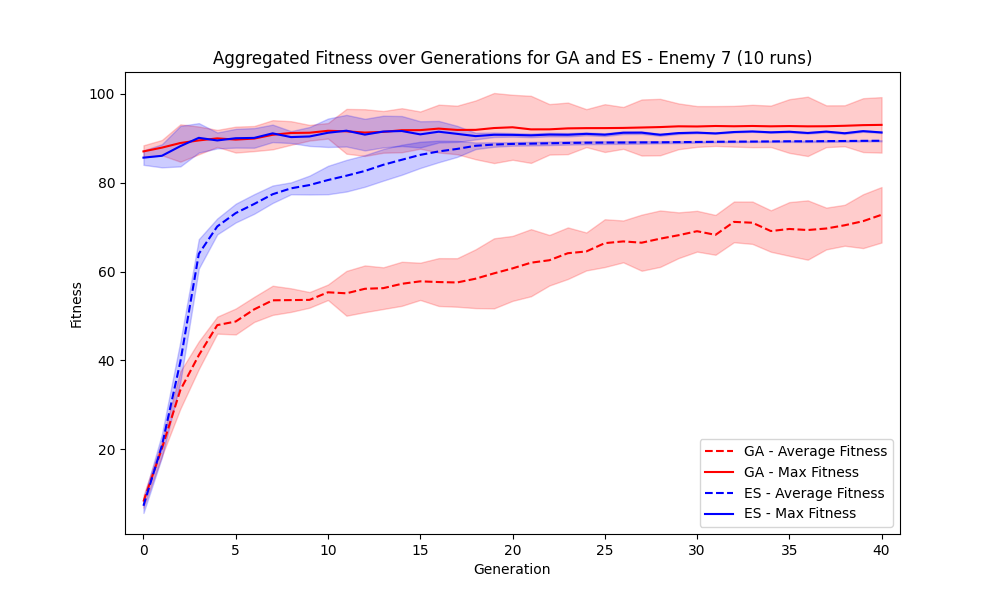 Aggregated Fitness over Generations for GA and ES - Enemy 7 (10 runs)
100
80
60
40
20
Fitness
0 5 10 15 20 25 30 35 40
Generation
GA - Average Fitness
GA - Max Fitness
ES - Average Fitness
ES - Max Fitness